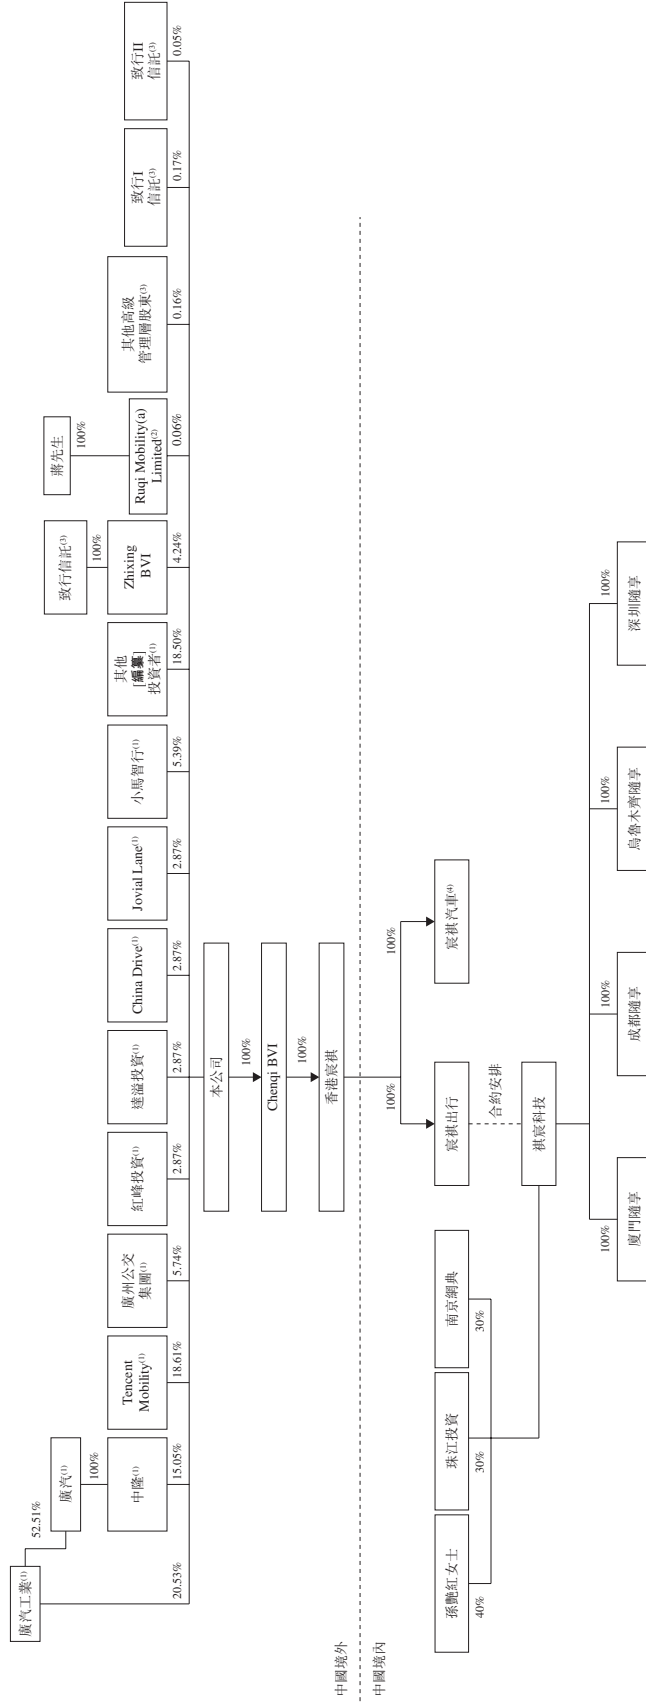 廣汽工業(1)
52.51%
廣汽(1)
100%
中隆(1)
Tencent
Mobility(1)
廣州公交
集團(1)
紅峰投資(1)
達溢投資(1)
China Drive(1)
Jovial Lane(1)
小馬智行(1)
其他
[編纂]
投資者(1)
致行信託(3)
100%
Zhixing
BVI
蔣先生
100%
Ruqi Mobility(a)
Limited(2)
其他高級
管理層股東(3)
致行I
信託(3)
致行II
信託(3)
20.53%
15.05%
18.61%
5.74%
2.87%
2.87%
2.87%
2.87%
5.39%
18.50%
4.24%
0.06%
0.16%
0.17%
0.05%
本公司
100%
Chenqi BVI
100%
香港宸祺
中國境外
中國境內
100%
100%
孫艷紅女士
珠江投資
南京網典
宸祺出行
宸祺汽車(4)
40%
30%
30%
合約安排
祺宸科技
100%
100%
100%
100%
廈門隨享
成都隨享
烏魯木齊隨享
深圳隨享